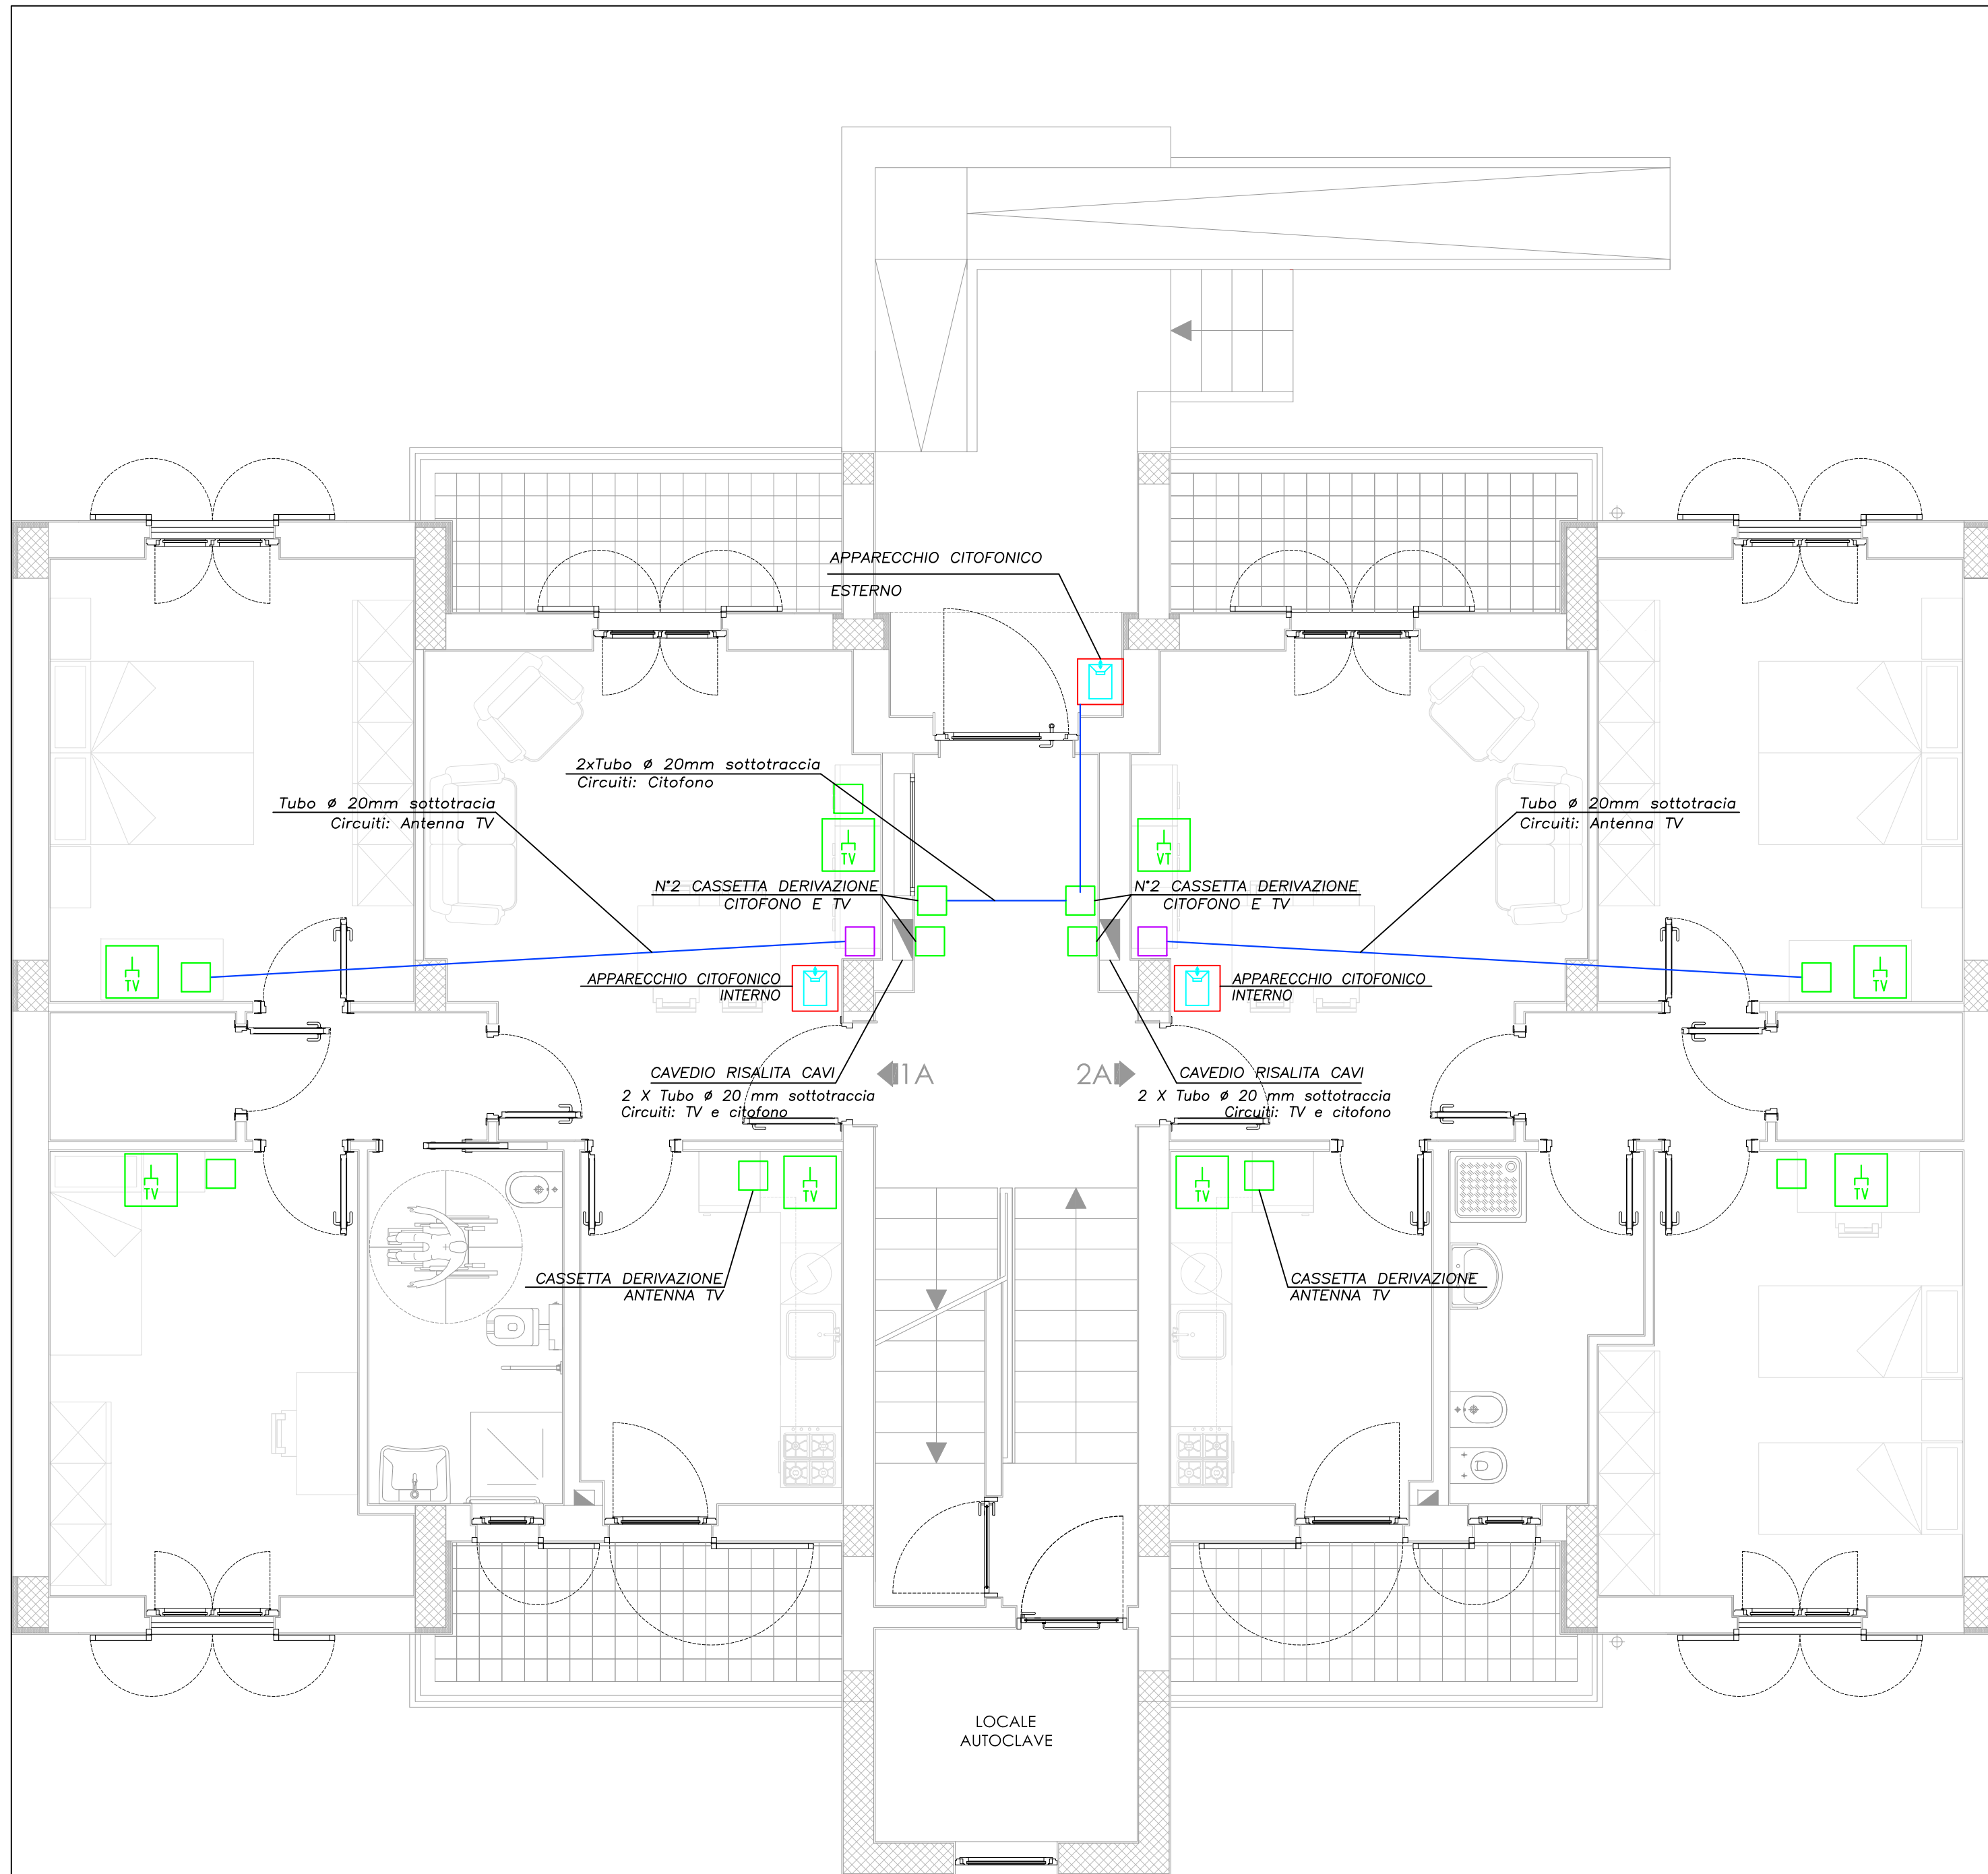 APPARECCHIO CITOFONICO
ESTERNO
2xTubo ø 20mm sottotraccia
Circuiti: Citofono
Tubo ø 20mm sottotracia
Circuiti: Antenna TV
Tubo ø 20mm sottotracia
Circuiti: Antenna TV
TV
VT
N°2 CASSETTA DERIVAZIONE
CITOFONO E TV
N°2 CASSETTA DERIVAZIONE
CITOFONO E TV
TV
TV
APPARECCHIO CITOFONICO
INTERNO
APPARECCHIO CITOFONICO
INTERNO
CAVEDIO RISALITA CAVI
2 X Tubo ø 20 mm sottotraccia
Circuiti: TV e citofono
1A
2A
CAVEDIO RISALITA CAVI
2 X Tubo ø 20 mm sottotraccia
Circuiti: TV e citofono
TV
TV
TV
TV
CASSETTA DERIVAZIONE
ANTENNA TV
CASSETTA DERIVAZIONE
ANTENNA TV
LOCALE
AUTOCLAVE